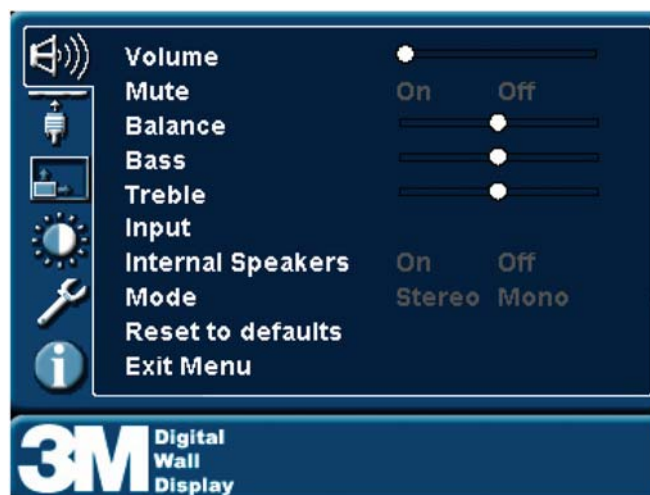 Volume
Mute On Off
Balance
Bass
Treble
Input
Internal Speakers On Off
Mode Stereo Mono
Reset to defaults
Exit Menu
i
3M Digital
Wall
Display